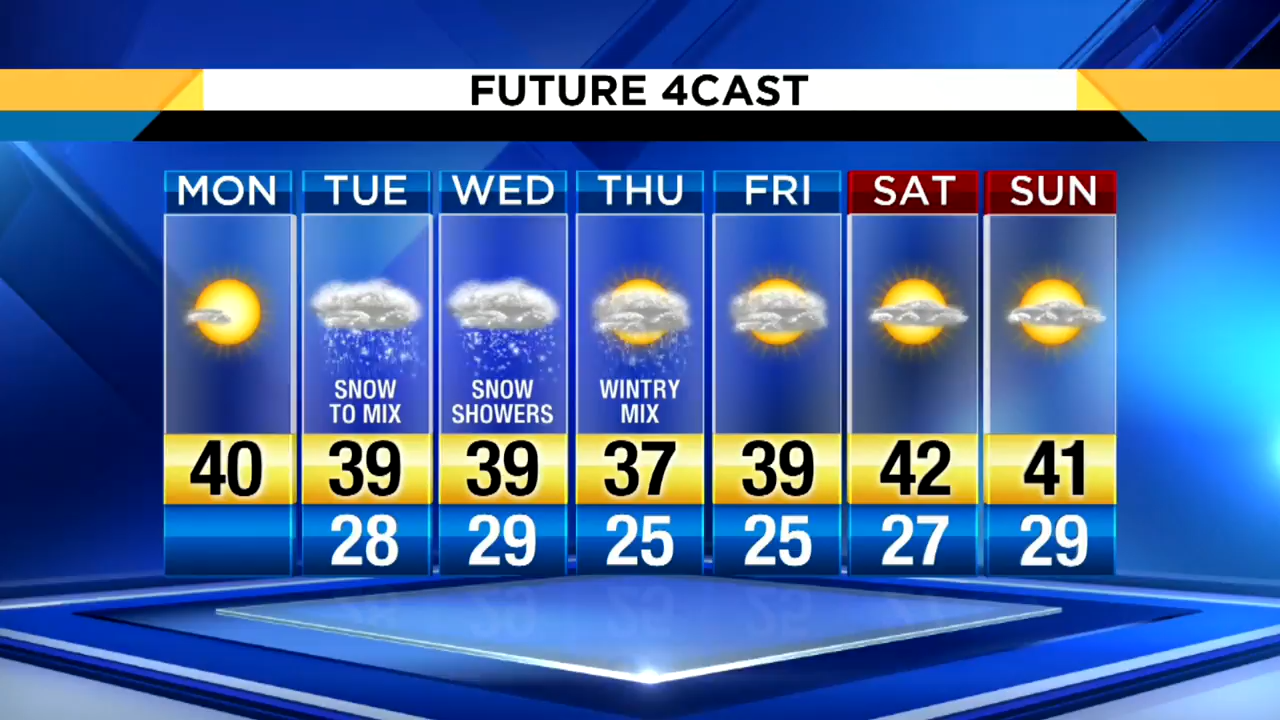 FUTURE 4CAST
MON TUE WED THU FRI SAT SUN
SNOW TO MIX
SNOW SHOWERS
WINTRY MIX
40 39 39 37 39 42 41
28 29 25 25 27 29